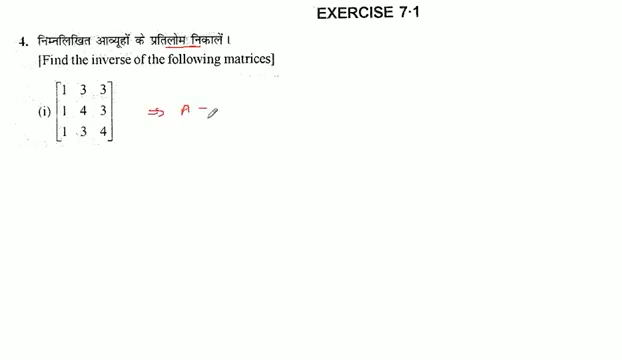 EXERCISE 7·1
4. निम्नलिखित आव्यूहों के प्रतिलोम निकालें।
[Find the inverse of the following matrices]
1 3 3
(i) 1 4 3 ⇒ A –
1 3 4